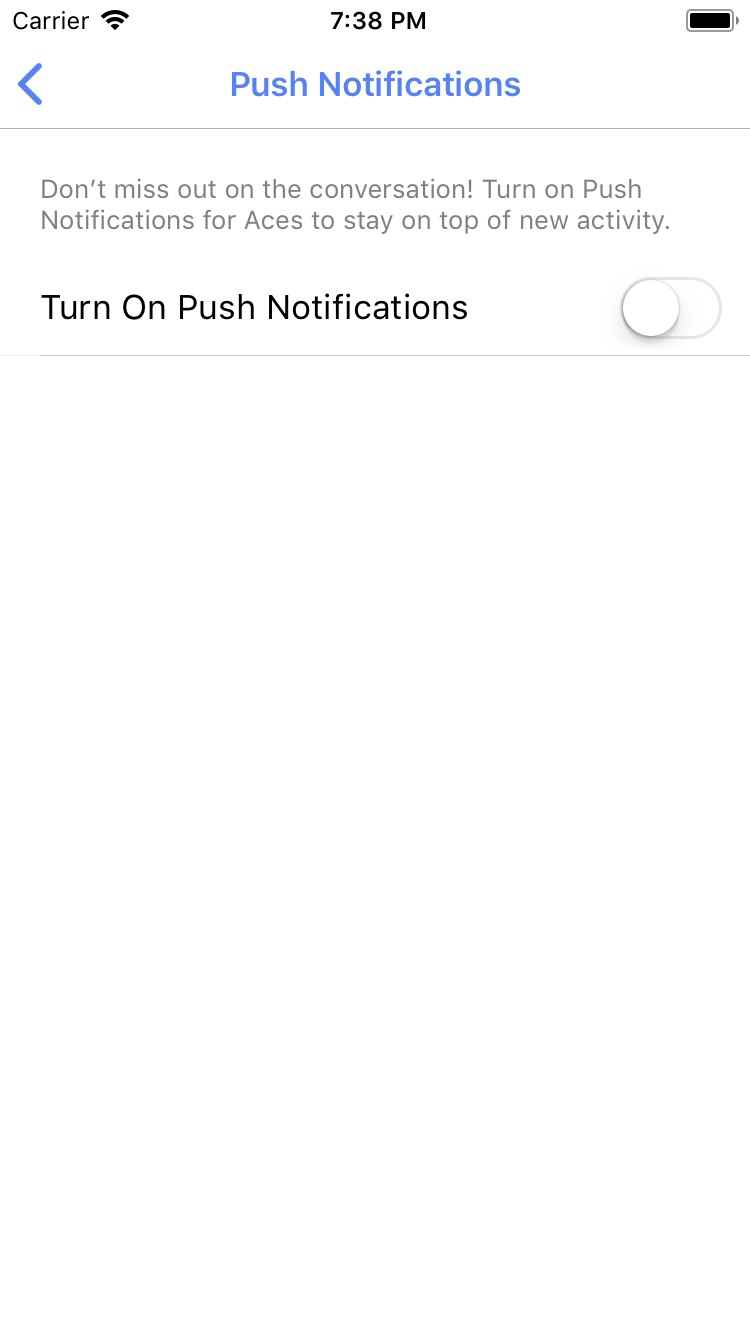 Carrier 7:38 PM
Push Notifications
Don’t miss out on the conversation! Turn on Push
Notifications for Aces to stay on top of new activity.
Turn On Push Notifications